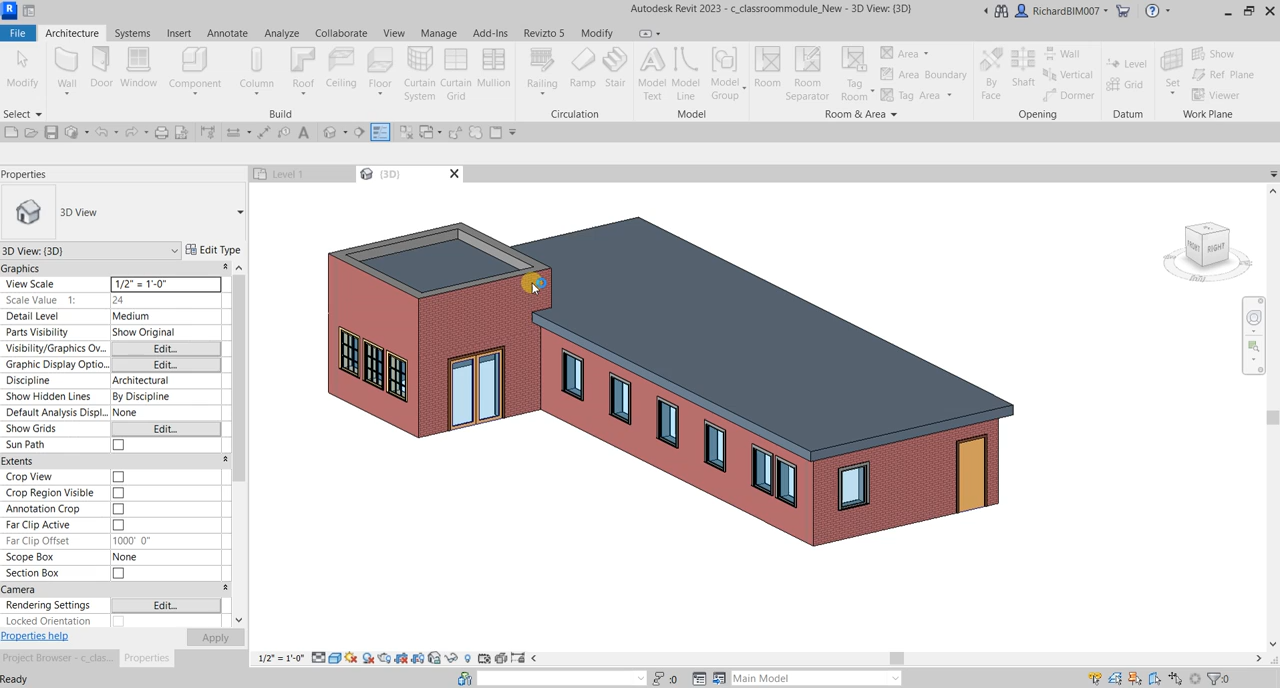 R
Autodesk Revit 2023 - c_classroommodule_New - 3D View: {3D}
RichardBIM007
File Architecture Systems Insert Annotate Analyze Collaborate View Manage Add-Ins Revizto 5 Modify
Modify Wall Door Window Component Column Roof Ceiling Floor Curtain System Curtain Grid Mullion Railing Ramp Stair Model Text Model Line Model Group Room Room Separator Tag Room
Area
Area Boundary
Tag Area
By Face Shaft
Wall
Vertical
Dormer
Level
Grid
Set
Show
Ref Plane
Viewer
Select Build Circulation Model Room & Area Opening Datum Work Plane
Properties
Level 1
{3D}
3D View
3D View: {3D} Edit Type
Graphics
View Scale 1/2" = 1'-0"
Scale Value 1: 24
Detail Level Medium
Parts Visibility Show Original
Visibility/Graphics Ov... Edit...
Graphic Display Optio... Edit...
Discipline Architectural
Show Hidden Lines By Discipline
Default Analysis Displ... None
Show Grids Edit...
Sun Path
Extents
Crop View
Crop Region Visible
Annotation Crop
Far Clip Active
Far Clip Offset 1000' 0"
Scope Box None
Section Box
Camera
Rendering Settings Edit...
Locked Orientation
Properties help Apply
Project Browser - c_clas... Properties
FRONT RIGHT
1/2" = 1'-0"
Ready
:0
Main Model
:0